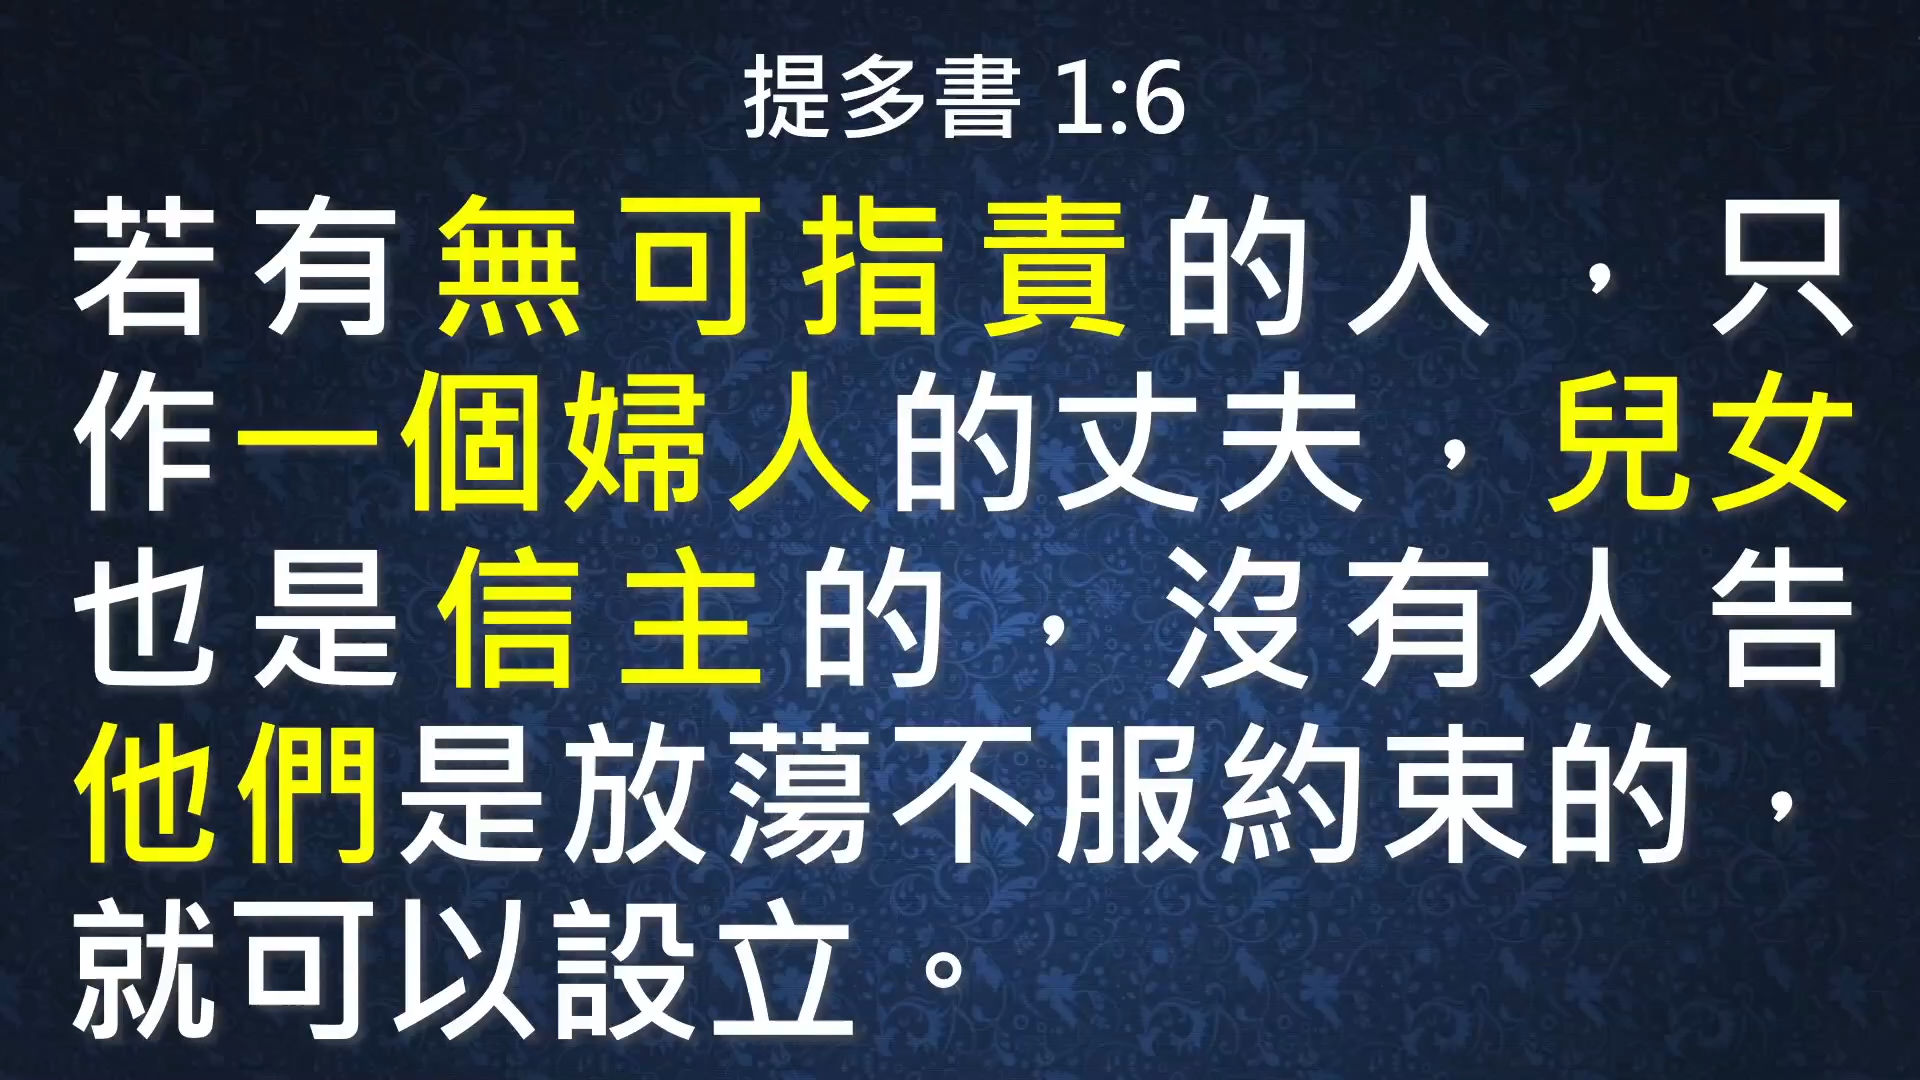 提多書 1:6
若有無可指責的人，只
作一個婦人的丈夫，兒女
也是信主的，沒有人告
他們是放蕩不服約束的，
就可以設立。